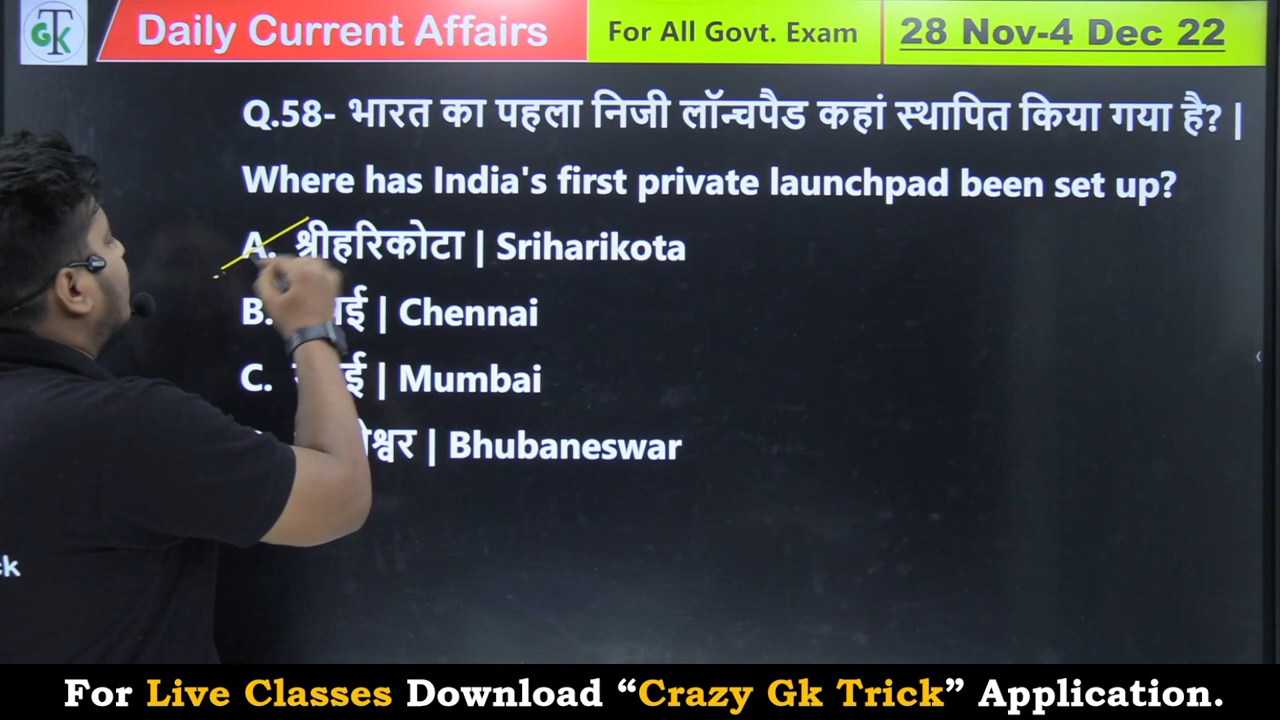 GTK
Daily Current Affairs
For All Govt. Exam
28 Nov-4 Dec 22
Q.58- भारत का पहला निजी लॉन्चपैड कहां स्थापित किया गया है? |
Where has India's first private launchpad been set up?
A. श्रीहरिकोटा | Sriharikota
B. | Chennai
C. | Mumbai
| Bhubaneswar
For Live Classes Download “Crazy Gk Trick” Application.